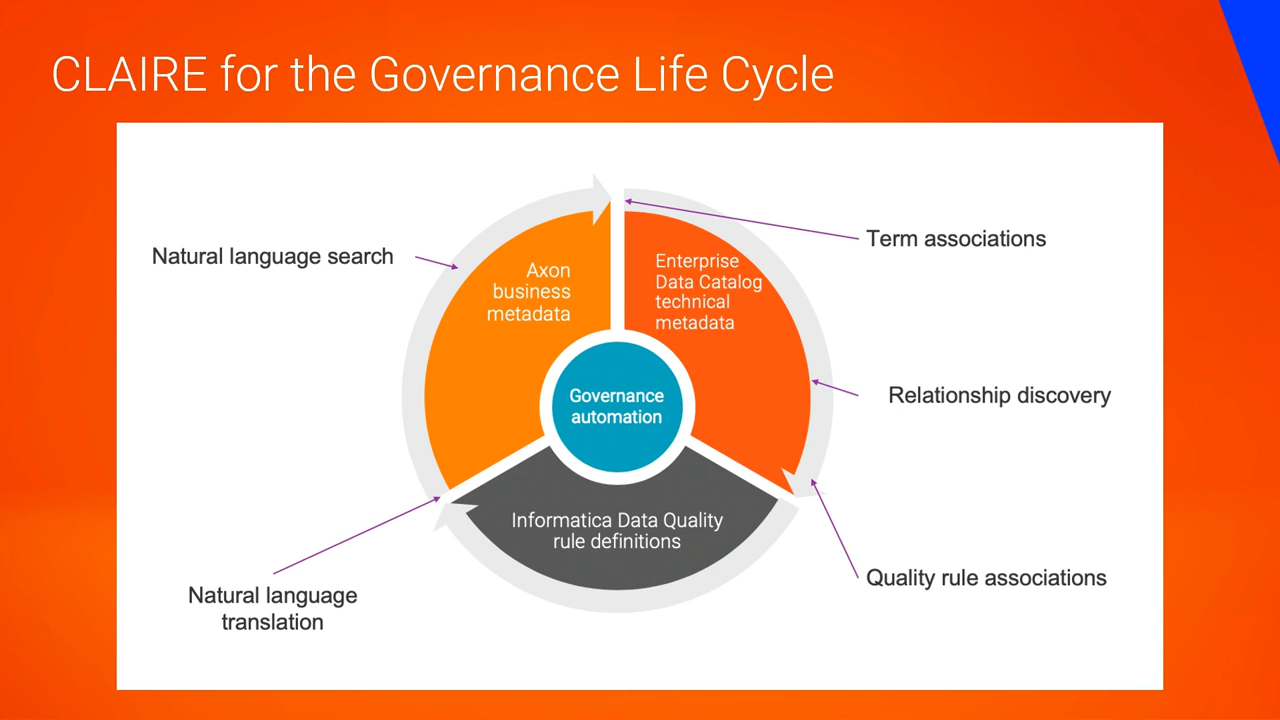 CLAIRE for the Governance Life Cycle
Natural language search
Axon
business
metadata
Enterprise
Data Catalog
technical
metadata
Term associations
Governance
automation
Relationship discovery
Informatica Data Quality
rule definitions
Quality rule associations
Natural language
translation